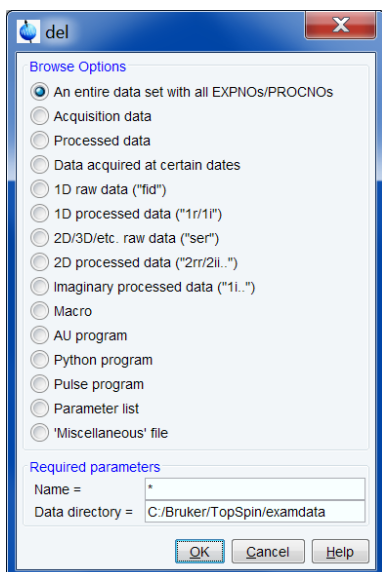 del
Browse Options
An entire data set with all EXPNOs/PROCNOs
Acquisition data
Processed data
Data acquired at certain dates
1D raw data ("fid")
1D processed data ("1r/1i")
2D/3D/etc. raw data ("ser")
2D processed data ("2rr/2ii..")
Imaginary processed data ("1i..")
Macro
AU program
Python program
Pulse program
Parameter list
'Miscellaneous' file
Required parameters
Name = *
Data directory = C:/Bruker/TopSpin/examdata
OK Cancel Help